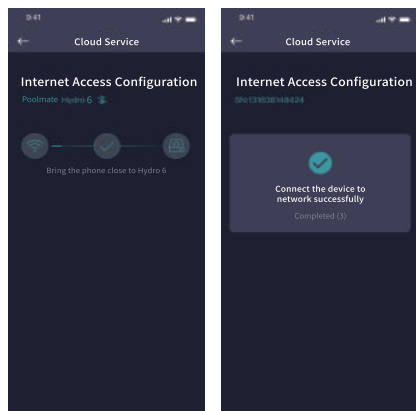 9:41
Cloud Service
Internet Access Configuration
Poolmate Hydro 6
Bring the phone close to Hydro 6
9:41
Cloud Service
Internet Access Configuration
Connect the device to
network successfully
Completed (3)